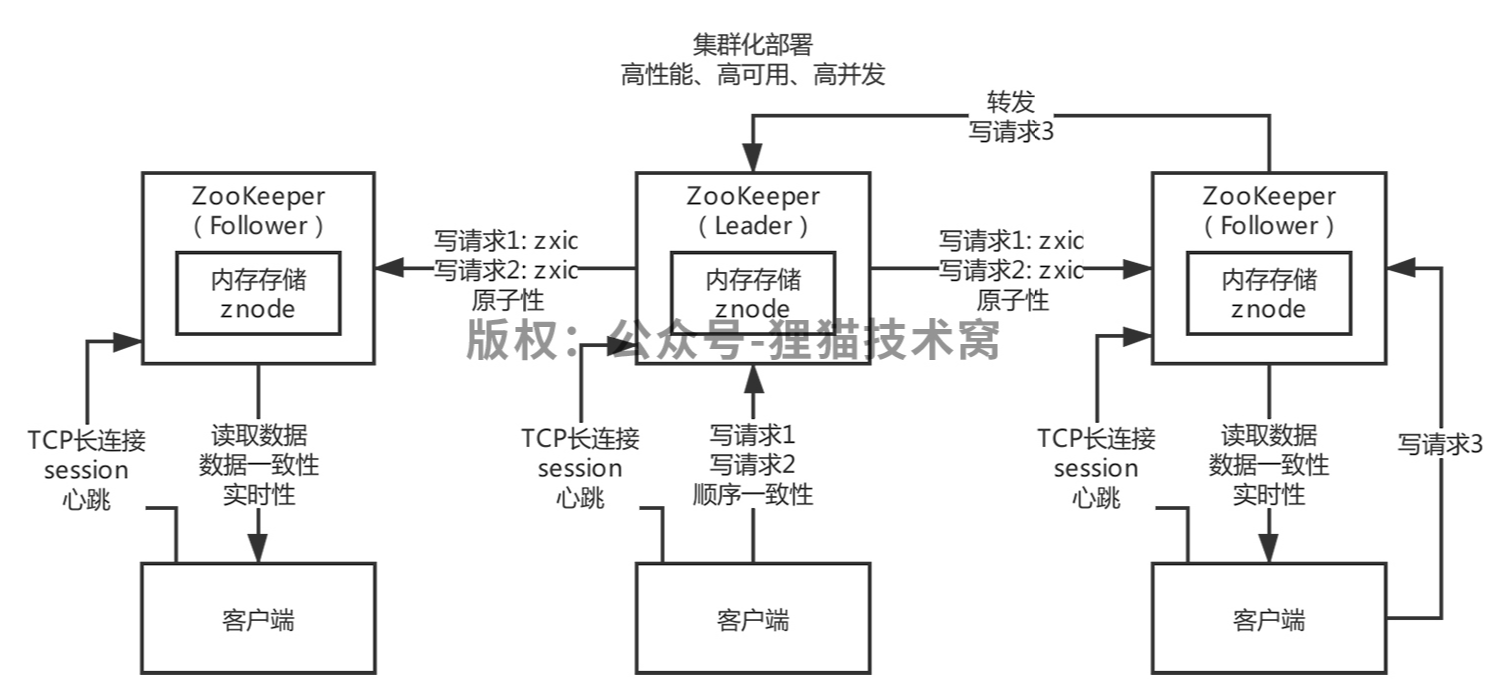 集群化部署
高性能、高可用、高并发
转发
写请求3
ZooKeeper
（Follower）
内存存储
znode
写请求1: zxic
写请求2: zxic
原子性
ZooKeeper
（Leader）
内存存储
znode
写请求1: zxic
写请求2: zxic
原子性
ZooKeeper
（Follower）
内存存储
znode
版权：公众号-狸猫技术窝
TCP长连接
session
心跳
读取数据
数据一致性
实时性
TCP长连接
session
心跳
写请求1
写请求2
顺序一致性
TCP长连接
session
心跳
读取数据
数据一致性
实时性
写请求3
客户端
客户端
客户端